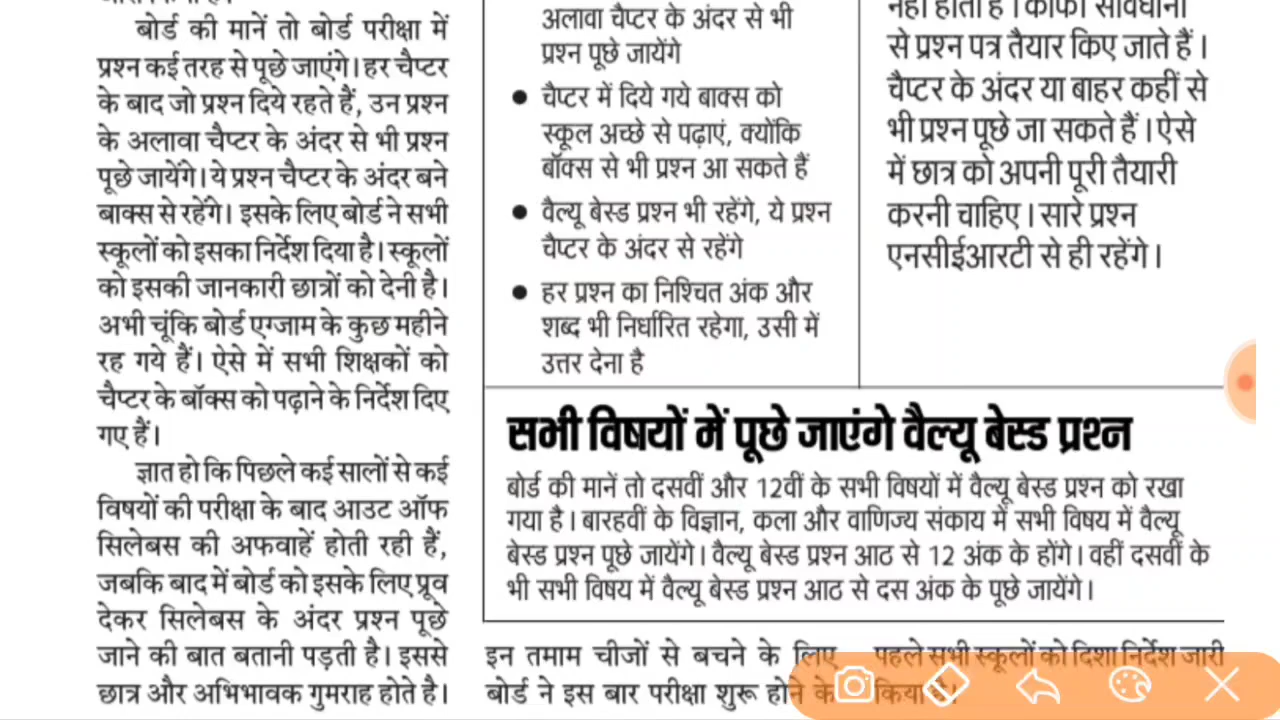 बोर्ड की मानें तो बोर्ड परीक्षा में
प्रश्न कई तरह से पूछे जाएंगे। हर चैप्टर
के बाद जो प्रश्न दिये रहते हैं, उन प्रश्न
के अलावा चैप्टर के अंदर से भी प्रश्न
पूछे जायेंगे। ये प्रश्न चैप्टर के अंदर बने
बाक्स से रहेंगे। इसके लिए बोर्ड ने सभी
स्कूलों को इसका निर्देश दिया है। स्कूलों
को इसकी जानकारी छात्रों को देनी है।
अभी चूंकि बोर्ड एग्जाम के कुछ महीने
रह गये हैं। ऐसे में सभी शिक्षकों को
चैप्टर के बॉक्स को पढ़ाने के निर्देश दिए
गए हैं।
ज्ञात हो कि पिछले कई सालों से कई
विषयों की परीक्षा के बाद आउट ऑफ
सिलेबस की अफवाहें होती रही हैं,
जबकि बाद में बोर्ड को इसके लिए प्रूव
देकर सिलेबस के अंदर प्रश्न पूछे
जाने की बात बतानी पड़ती है। इससे
छात्र और अभिभावक गुमराह होते है।
अलावा चैप्टर के अंदर से भी
प्रश्न पूछे जायेंगे
● चैप्टर में दिये गये बाक्स को
स्कूल अच्छे से पढ़ाएं, क्योंकि
बॉक्स से भी प्रश्न आ सकते हैं
● वैल्यू बेस्ड प्रश्न भी रहेंगे, ये प्रश्न
चैप्टर के अंदर से रहेंगे
● हर प्रश्न का निश्चित अंक और
शब्द भी निर्धारित रहेगा, उसी में
उत्तर देना है
नहीं होता है। काफी सावधानी
से प्रश्न पत्र तैयार किए जाते हैं।
चैप्टर के अंदर या बाहर कहीं से
भी प्रश्न पूछे जा सकते हैं। ऐसे
में छात्र को अपनी पूरी तैयारी
करनी चाहिए। सारे प्रश्न
एनसीईआरटी से ही रहेंगे।
सभी विषयों में पूछे जाएंगे वैल्यू बेस्ड प्रश्न
बोर्ड की मानें तो दसवीं और 12वीं के सभी विषयों में वैल्यू बेस्ड प्रश्न को रखा
गया है। बारहवीं के विज्ञान, कला और वाणिज्य संकाय में सभी विषय में वैल्यू
बेस्ड प्रश्न पूछे जायेंगे। वैल्यू बेस्ड प्रश्न आठ से 12 अंक के होंगे। वहीं दसवीं के
भी सभी विषय में वैल्यू बेस्ड प्रश्न आठ से दस अंक के पूछे जायेंगे।
इन तमाम चीजों से बचने के लिए
बोर्ड ने इस बार परीक्षा शुरू होने के
पहले सभी स्कूलों को दिशा निर्देश जारी
किया है।